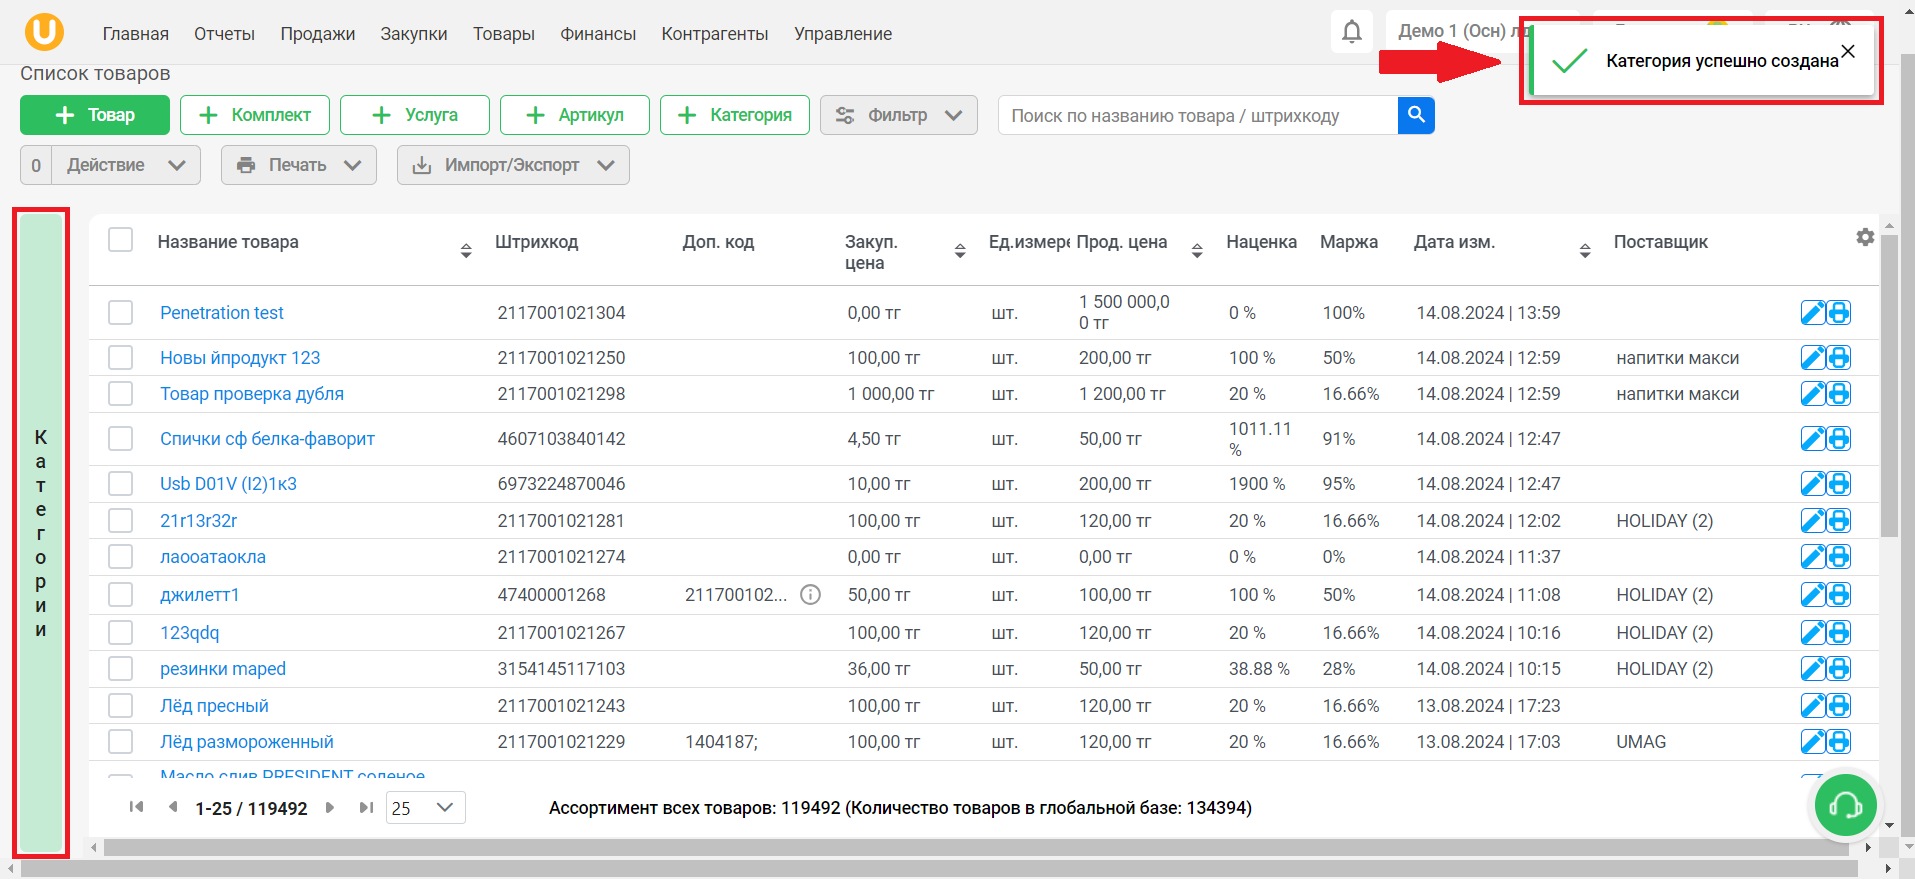 U
Главная Отчеты Продажи Закупки Товары Финансы Контрагенты Управление
Демо 1 (Осн)
Категория успешно создана
Список товаров
Товар Комплект Услуга Артикул Категория Фильтр Поиск по названию товара / штрихкоду
0 Действие Печать Импорт/Экспорт
Категории
Название товара Штрихкод Доп. код Закуп. цена Ед.измере Прод. цена Наценка Маржа Дата изм. Поставщик
Penetration test 2117001021304 0,00 тг шт. 1 500 000,00 тг 0 % 100% 14.08.2024 | 13:59
Новы йпродукт 123 2117001021250 100,00 тг шт. 200,00 тг 100 % 50% 14.08.2024 | 12:59 напитки макси
Товар проверка дубля 2117001021298 1 000,00 тг шт. 1 200,00 тг 20 % 16.66% 14.08.2024 | 12:59 напитки макси
Спички сф белка-фаворит 4607103840142 4,50 тг шт. 50,00 тг 1011.11 % 91% 14.08.2024 | 12:47
Usb D01V (I2)1к3 6973224870046 10,00 тг шт. 200,00 тг 1900 % 95% 14.08.2024 | 12:47
21r13r32r 2117001021281 100,00 тг шт. 120,00 тг 20 % 16.66% 14.08.2024 | 12:02 HOLIDAY (2)
лаооатаокла 2117001021274 0,00 тг шт. 0,00 тг 0 % 0% 14.08.2024 | 11:37
джилетт1 47400001268 211700102... 50,00 тг шт. 100,00 тг 100 % 50% 14.08.2024 | 11:08 HOLIDAY (2)
123qdq 2117001021267 100,00 тг шт. 120,00 тг 20 % 16.66% 14.08.2024 | 10:16 HOLIDAY (2)
резинки maped 3154145117103 36,00 тг шт. 50,00 тг 38.88 % 28% 14.08.2024 | 10:15 HOLIDAY (2)
Лёд пресный 2117001021243 100,00 тг шт. 120,00 тг 20 % 16.66% 13.08.2024 | 17:23
Лёд размороженный 2117001021229 1404187; 100,00 тг шт. 120,00 тг 20 % 16.66% 13.08.2024 | 17:03 UMAG
Масло слив PRESIDENT соленое
1-25 / 119492 25 Ассортимент всех товаров: 119492 (Количество товаров в глобальной базе: 134394)